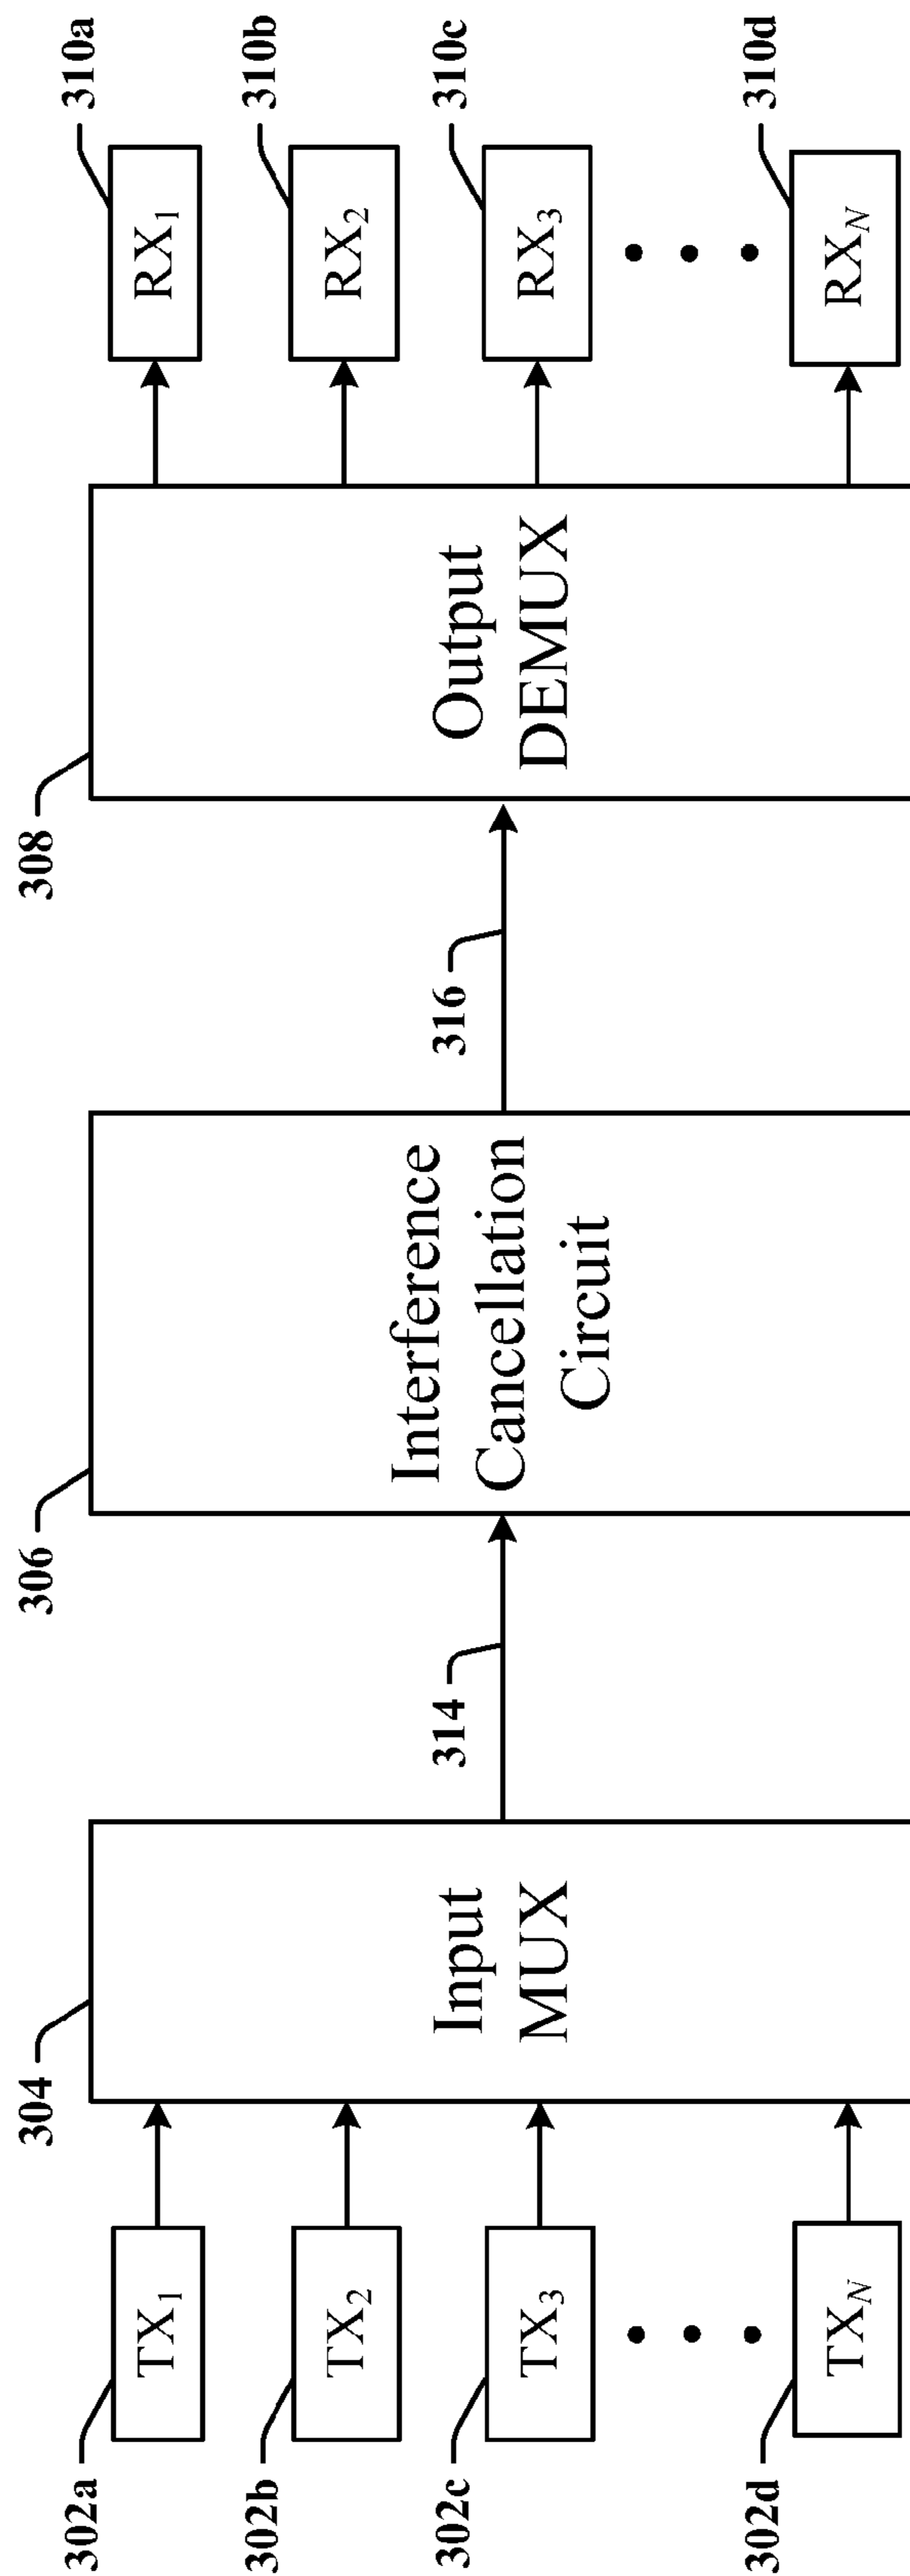 302a
TX1
302b
TX2
302c
TX3
302d
TXN
304
Input
MUX
314
306
Interference
Cancellation
Circuit
316
308
Output
DEMUX
310a
RX1
310b
RX2
310c
RX3
310d
RXN